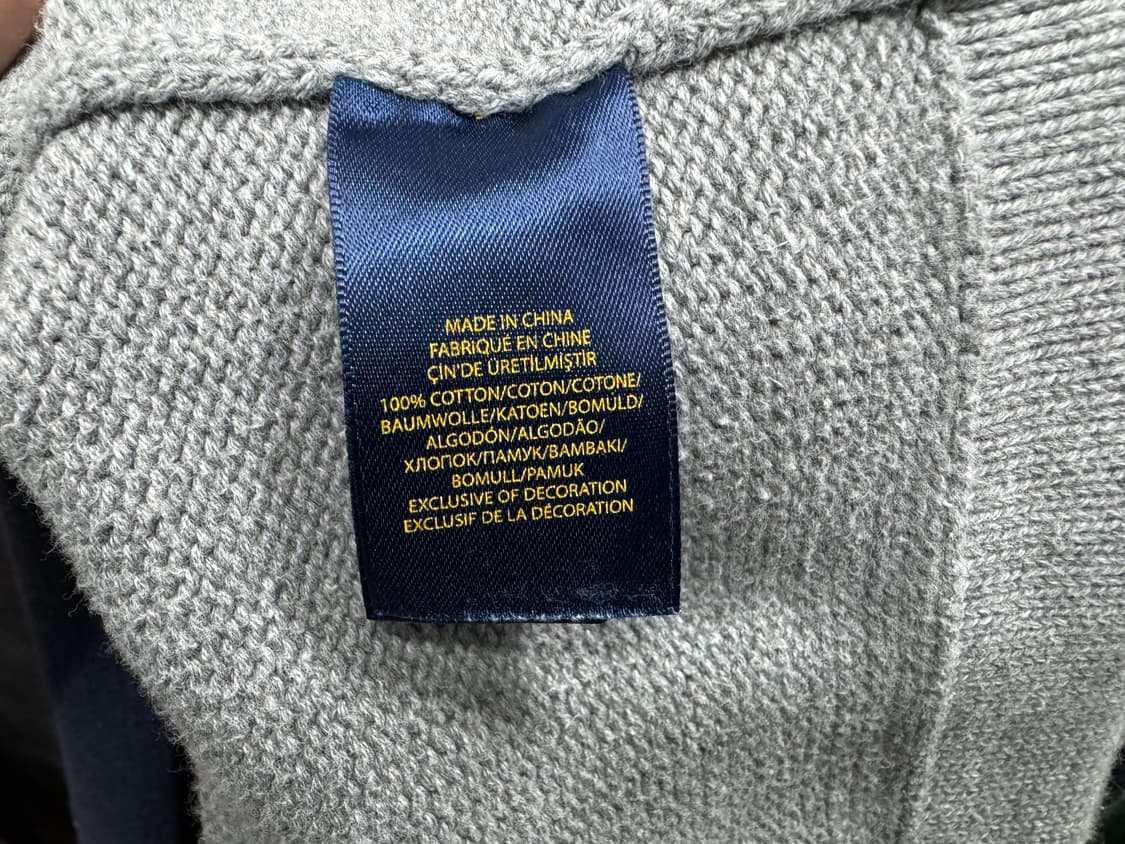 MADE IN CHINA
FABRIQUÉ EN CHINE
ÇİN'DE ÜRETİLMİŞTİR
100% COTTON/COTON/COTONE/
BAUMWOLLE/KATOEN/BOMULD/
ALGODÓN/ALGODÃO/
ХЛОПОК/ПАМУК/BAMBAKI/
BOMULL/PAMUK
EXCLUSIVE OF DECORATION
EXCLUSIF DE LA DÉCORATION